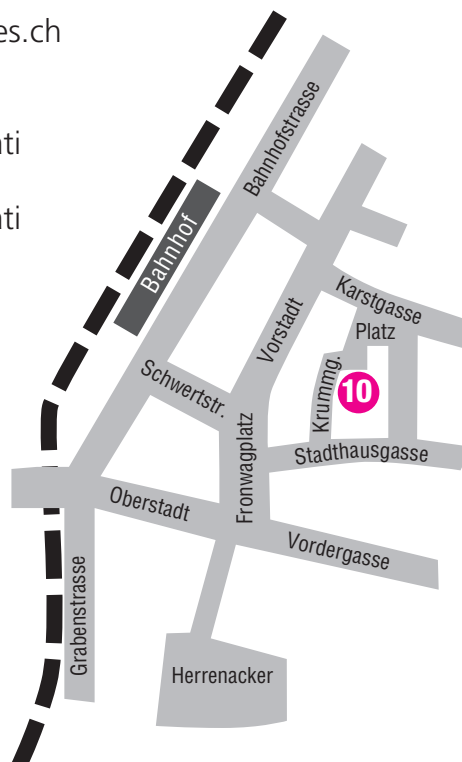 es.ch
ti
ti
Bahnhofstrasse
Bahnhof
Karstgasse
Platz
Vorstadt
Krummg.
10
Schwertstr.
Fronwagplatz
Stadthausgasse
Oberstadt
Vordergasse
Grabenstrasse
Herrenacker